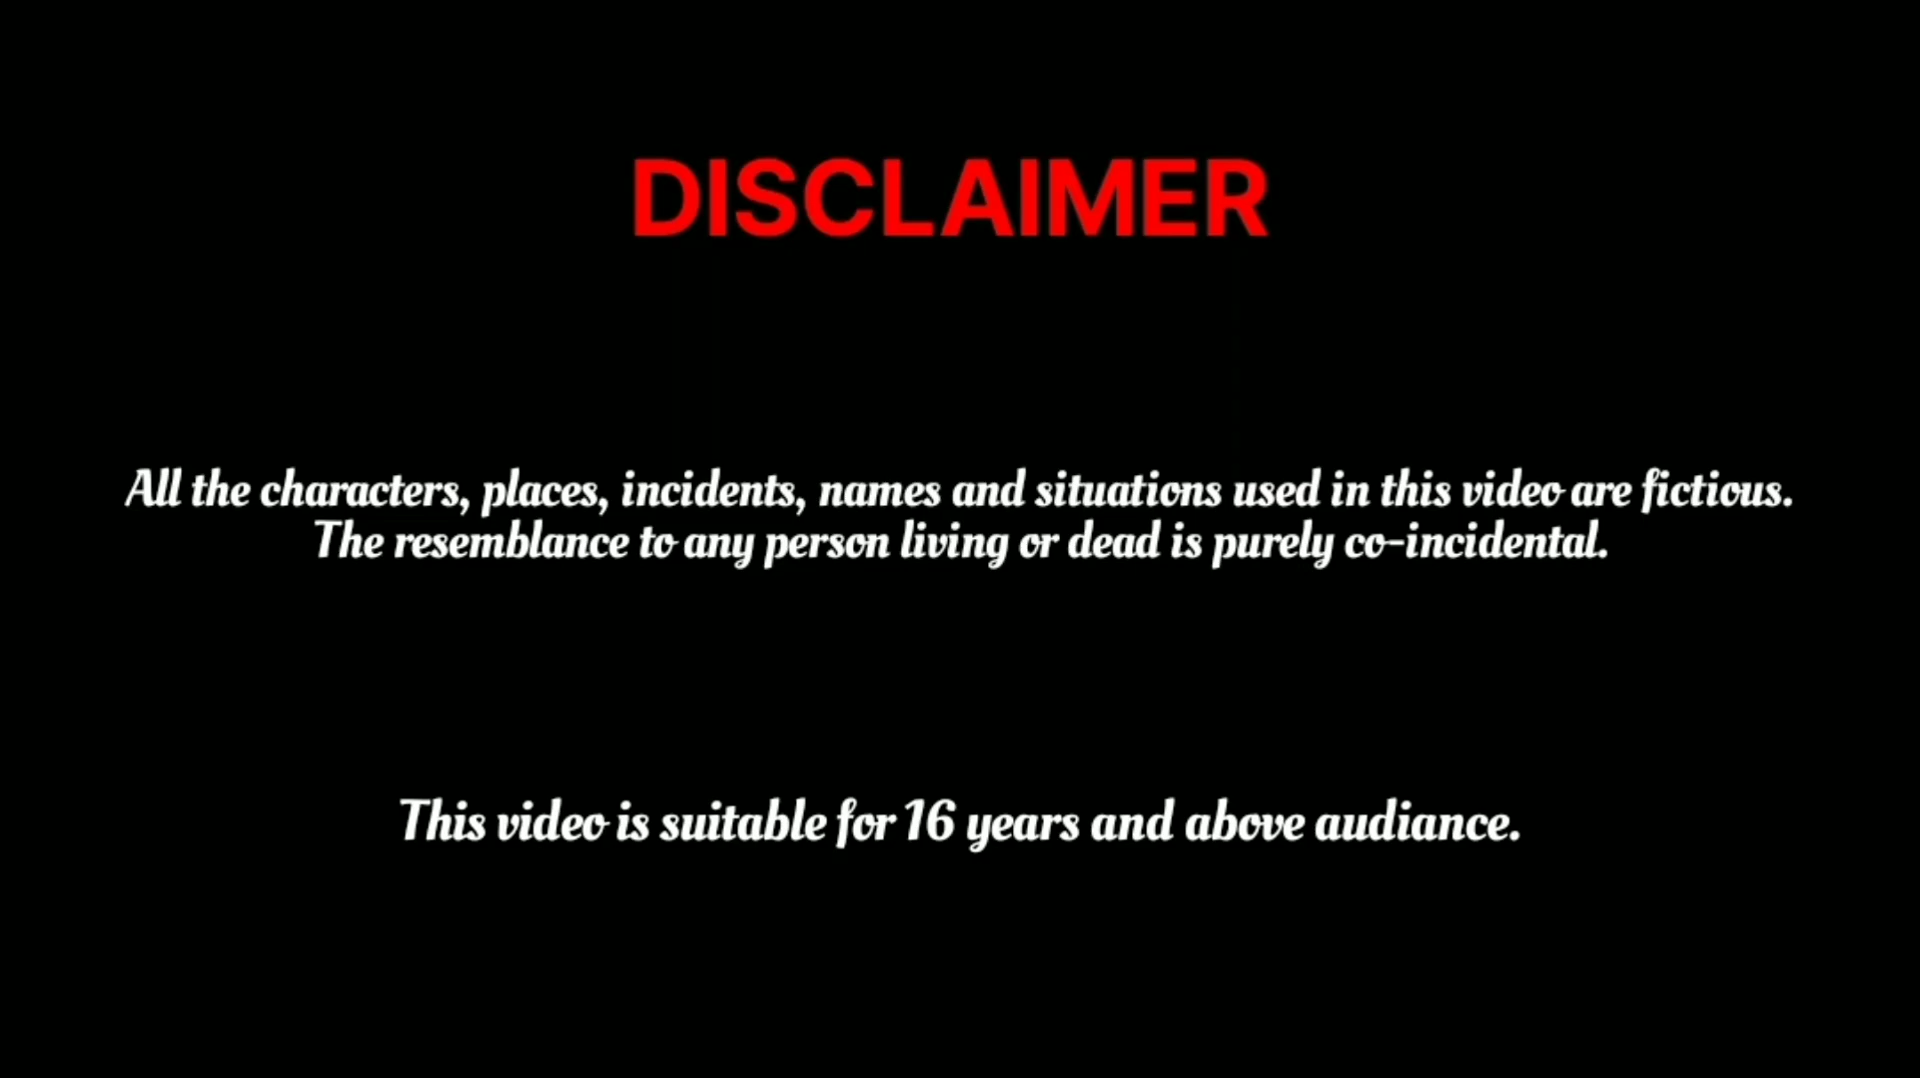 DISCLAIMER
All the characters, places, incidents, names and situations used in this video are fictious.
The resemblance to any person living or dead is purely co-incidental.
This video is suitable for 16 years and above audiance.